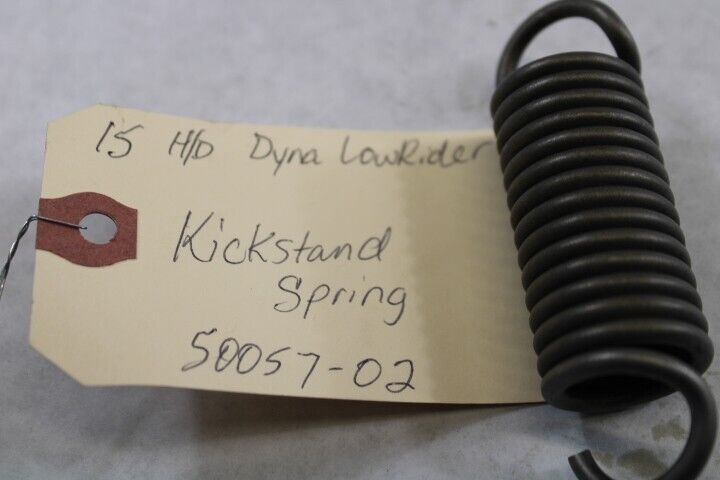 15 H/D Dyna LowRider
Kickstand
Spring
50057-02